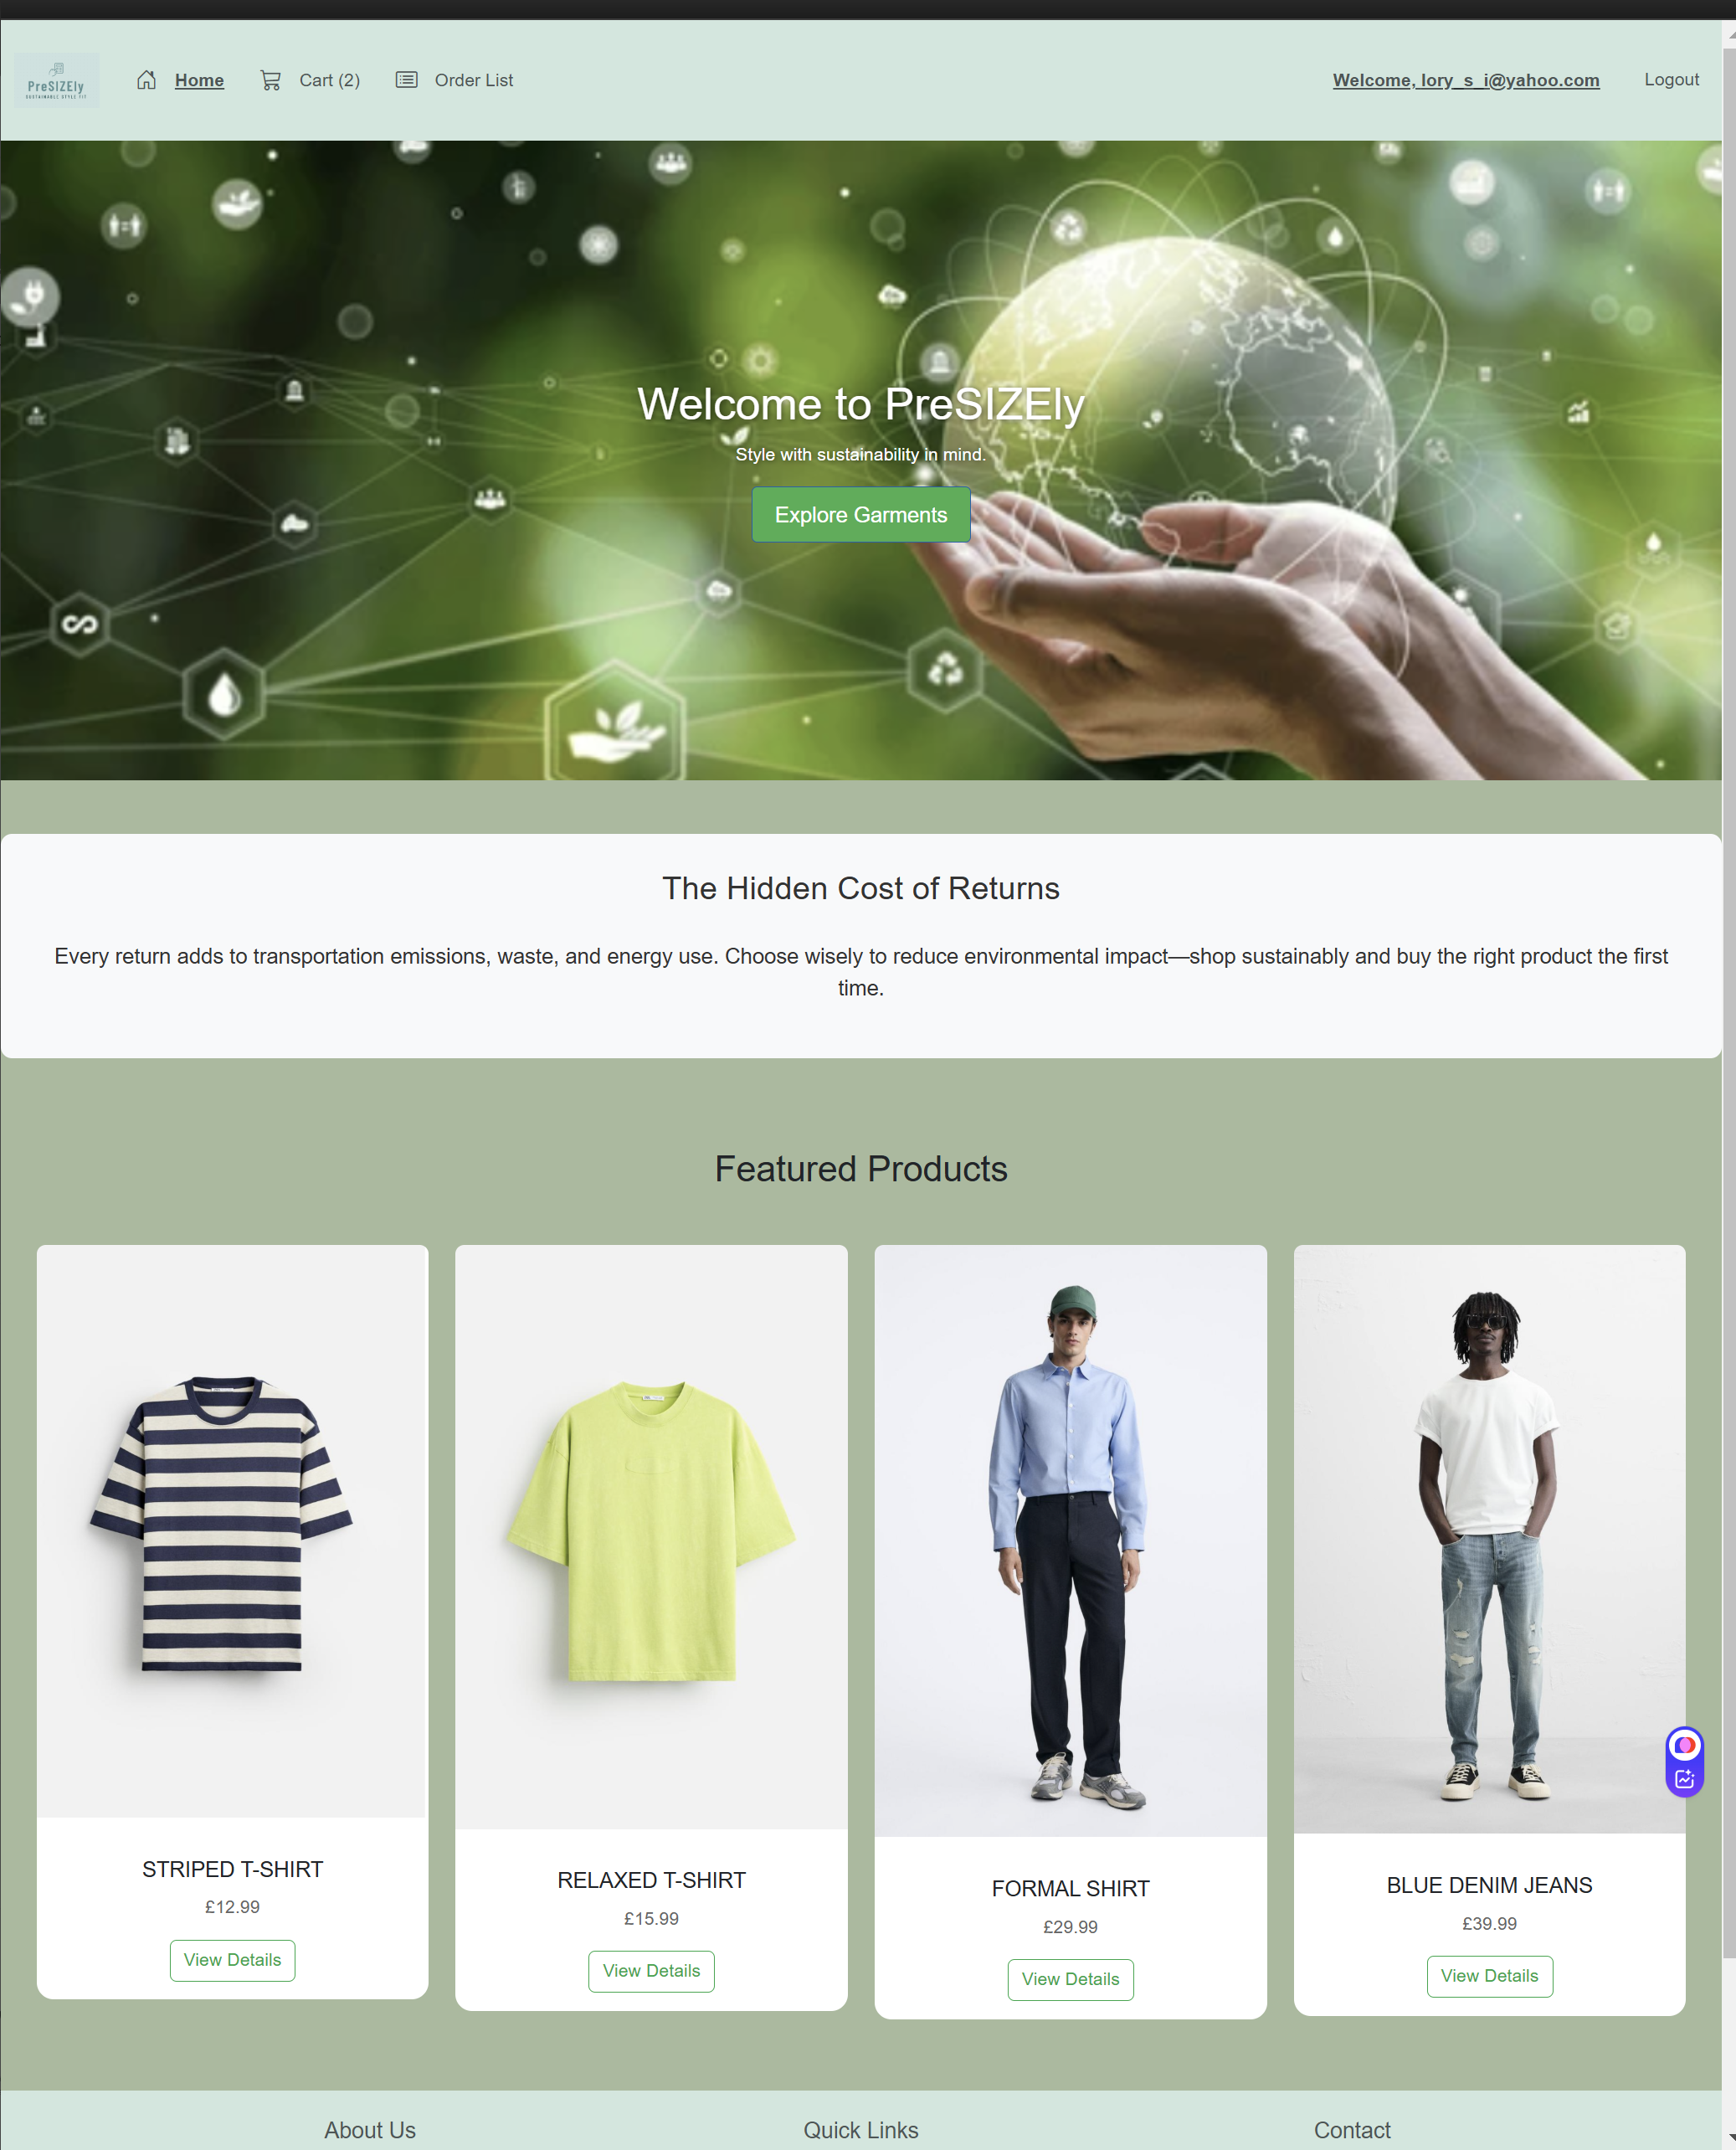 PreSIZEly
SUSTAINABLE STYLE FIT
Home
Cart (2)
Order List
Welcome, lory_s_i@yahoo.com
Logout
Welcome to PreSIZEly
Style with sustainability in mind.
Explore Garments
The Hidden Cost of Returns
Every return adds to transportation emissions, waste, and energy use. Choose wisely to reduce environmental impact—shop sustainably and buy the right product the first
time.
Featured Products
STRIPED T-SHIRT
£12.99
View Details
RELAXED T-SHIRT
£15.99
View Details
FORMAL SHIRT
£29.99
View Details
BLUE DENIM JEANS
£39.99
View Details
About Us
Quick Links
Contact